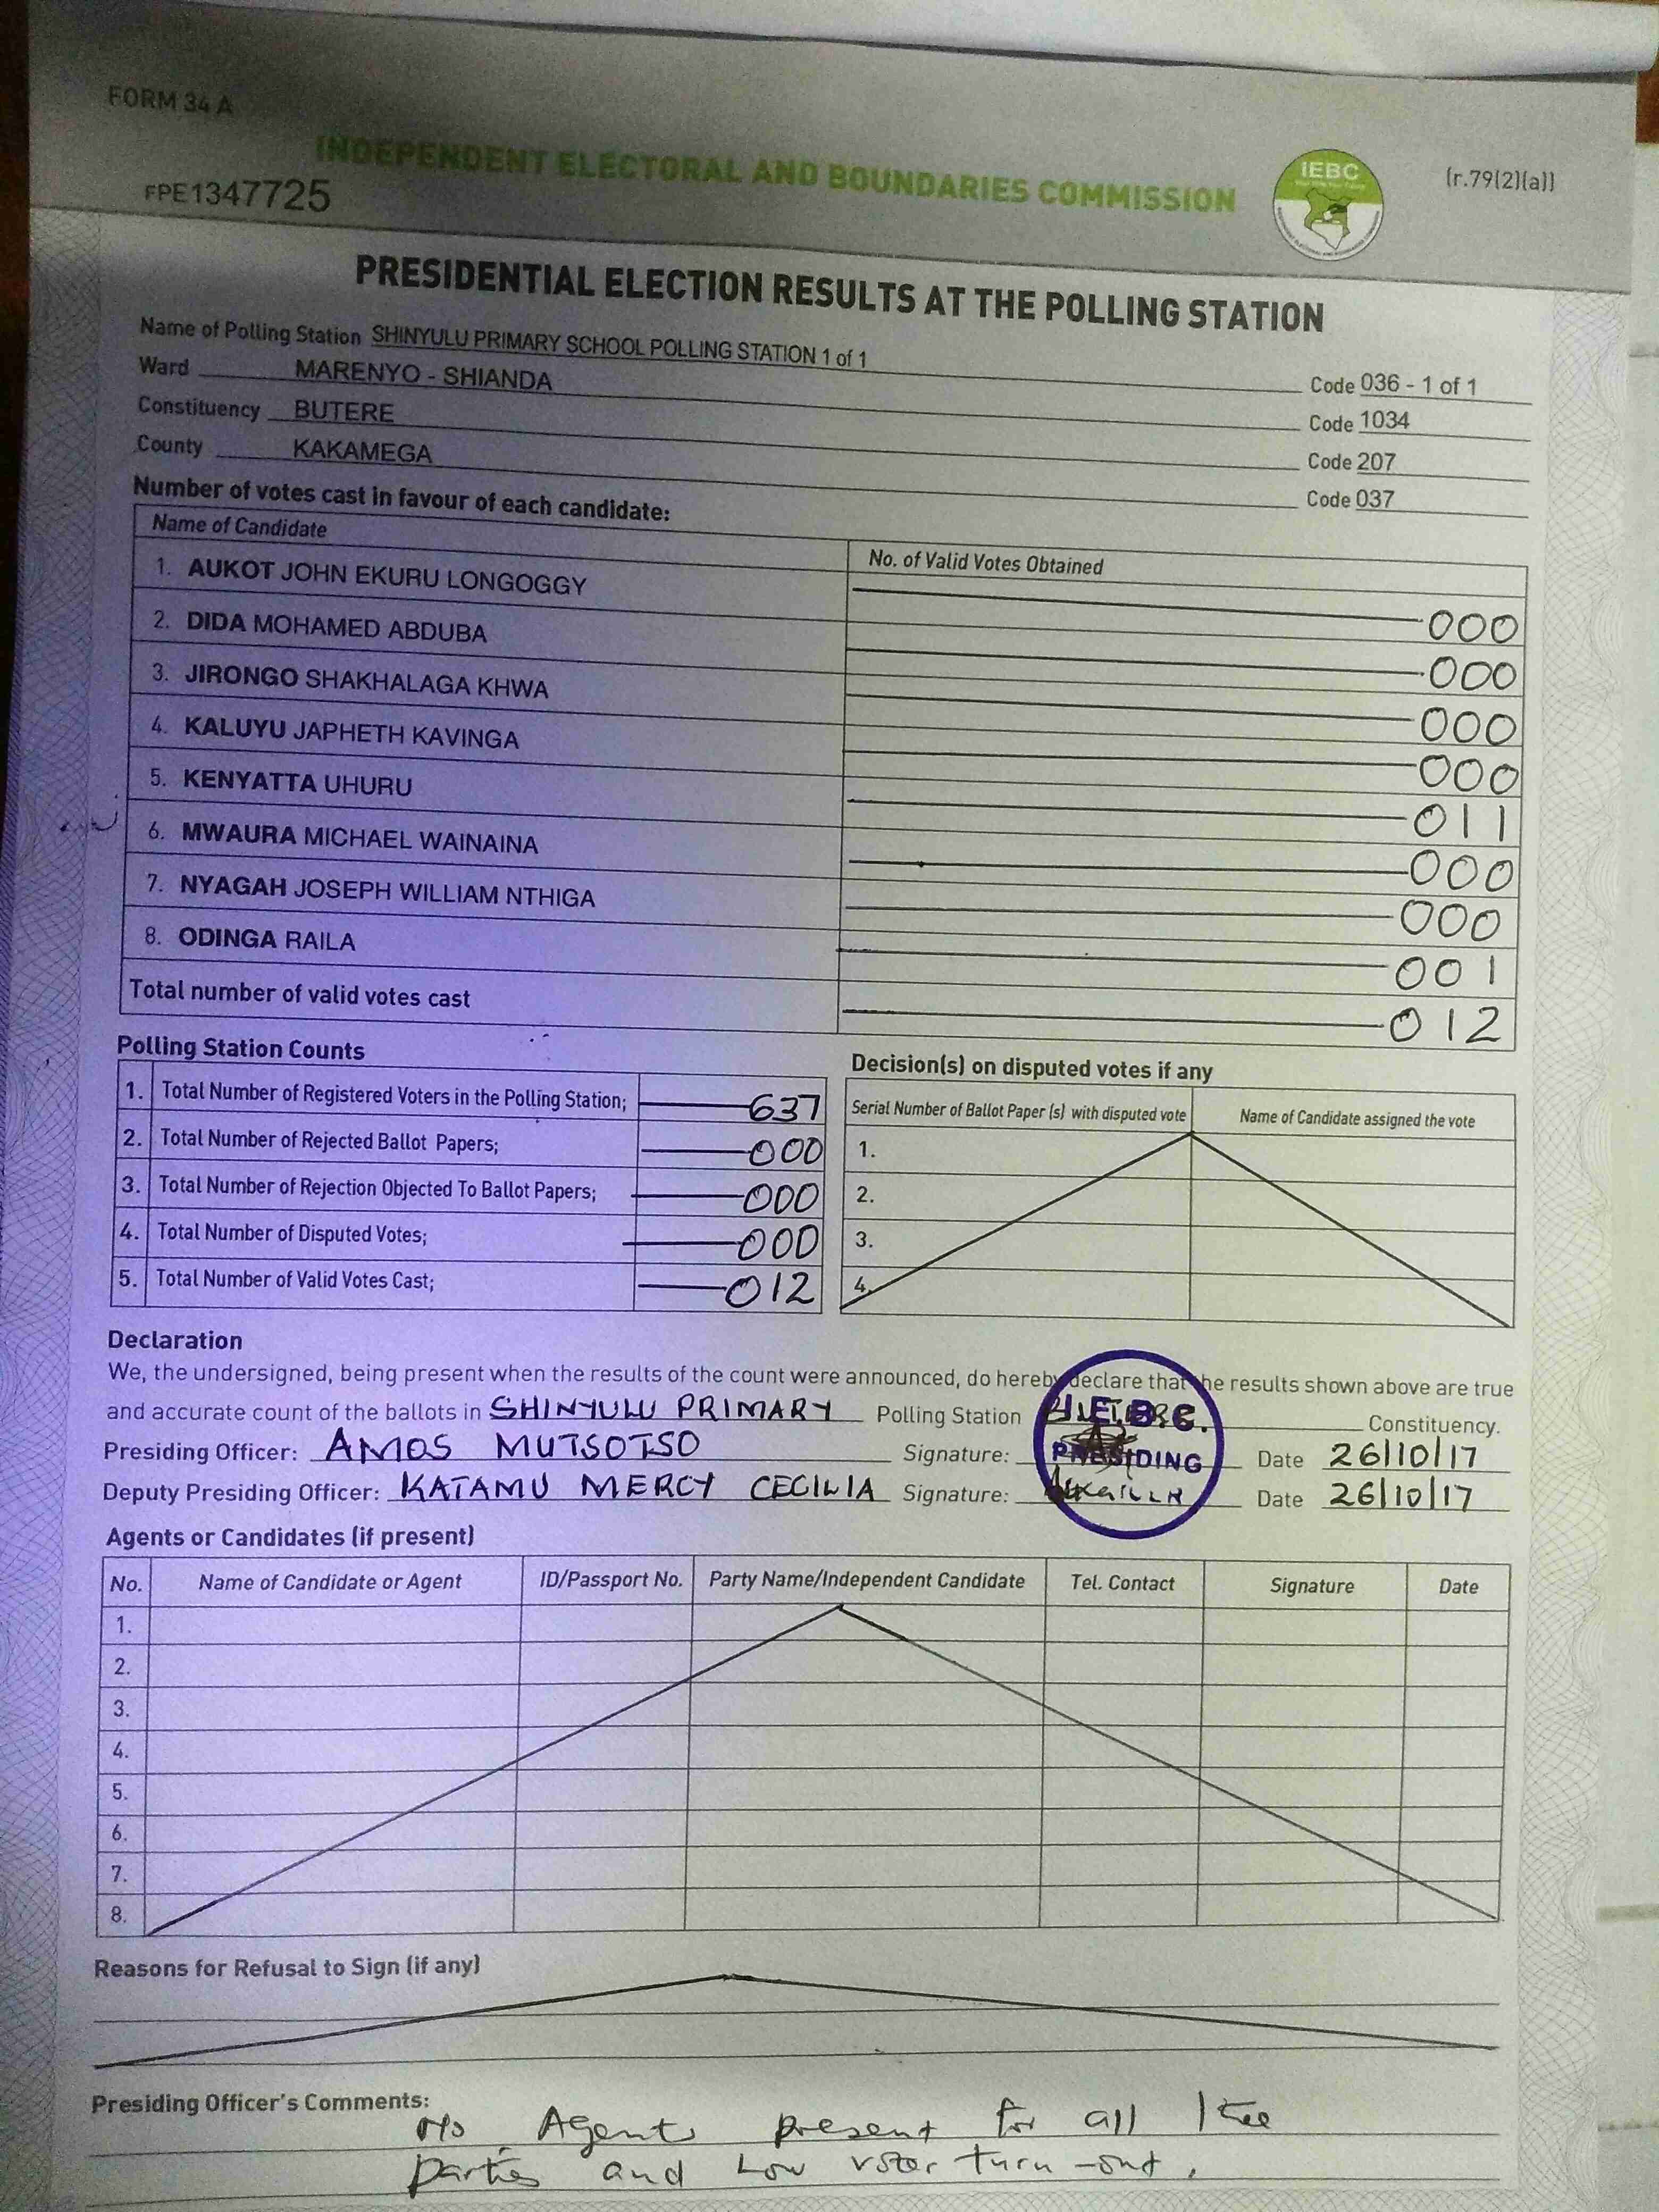 FORM 34 A
INDEPENDENT ELECTORAL AND BOUNDARIES COMMISSION
IEBC
(r.79(2)(a))
FPE1347725
PRESIDENTIAL ELECTION RESULTS AT THE POLLING STATION
Name of Polling Station SHINYULU PRIMARY SCHOOL POLLING STATION 1 of 1 Code 036 - 1 of 1
Ward MARENYO - SHIANDA Code 1034
Constituency BUTERE Code 207
County KAKAMEGA Code 037
Number of votes cast in favour of each candidate:
Name of Candidate No. of Valid Votes Obtained
1. AUKOT JOHN EKURU LONGOGGY 000
2. DIDA MOHAMED ABDUBA 000
3. JIRONGO SHAKHALAGA KHWA 000
4. KALUYU JAPHETH KAVINGA 000
5. KENYATTA UHURU 011
6. MWAURA MICHAEL WAINAINA 000
7. NYAGAH JOSEPH WILLIAM NTHIGA 000
8. ODINGA RAILA 001
Total number of valid votes cast 012
Polling Station Counts
1. Total Number of Registered Voters in the Polling Station; 637
2. Total Number of Rejected Ballot Papers; 000
3. Total Number of Rejection Objected To Ballot Papers; 000
4. Total Number of Disputed Votes; 000
5. Total Number of Valid Votes Cast; 012
Decision(s) on disputed votes if any
Serial Number of Ballot Paper (s) with disputed vote Name of Candidate assigned the vote
1.
2.
3.
4.
Declaration
We, the undersigned, being present when the results of the count were announced, do hereby declare that the results shown above are true
and accurate count of the ballots in SHINYULU PRIMARY Polling Station Constituency.
I.E.B.C.
PRESIDING
Presiding Officer: AMOS MUTSOTSO Signature: Date 26/10/17
Deputy Presiding Officer: KATAMU MERCY CECILIA Signature: Date 26/10/17
Agents or Candidates (if present)
No. Name of Candidate or Agent ID/Passport No. Party Name/Independent Candidate Tel. Contact Signature Date
1.
2.
3.
4.
5.
6.
7.
8.
Reasons for Refusal to Sign (if any)
Presiding Officer's Comments:
No Agents present for all the
parties and Low voter turn-out.